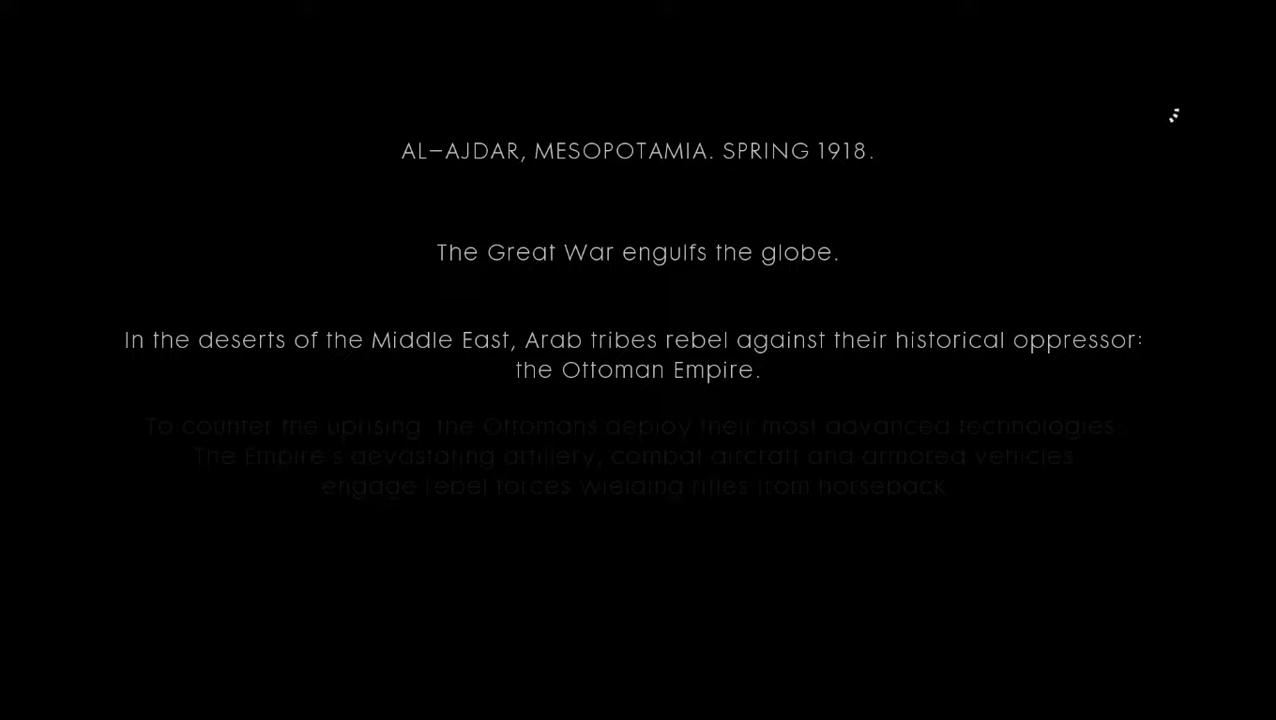 AL-AJDAR, MESOPOTAMIA. SPRING 1918.
The Great War engulfs the globe.
In the deserts of the Middle East, Arab tribes rebel against their historical oppressor:
the Ottoman Empire.
To counter the uprising, the Ottomans deploy their most advanced technologies.
The Empire's devastating artillery, combat aircraft and armored vehicles
engage rebel forces wielding rifles from horseback.